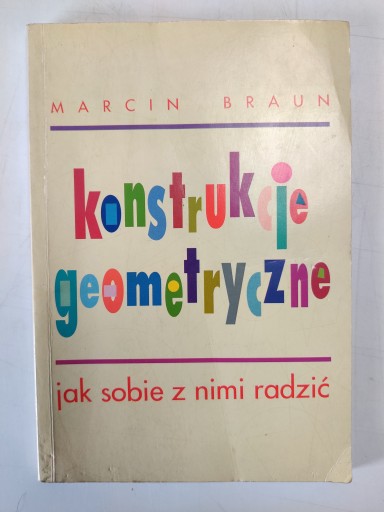 MARCIN BRAUN
konstrukcje
geometryczne
jak sobie z nimi radzić